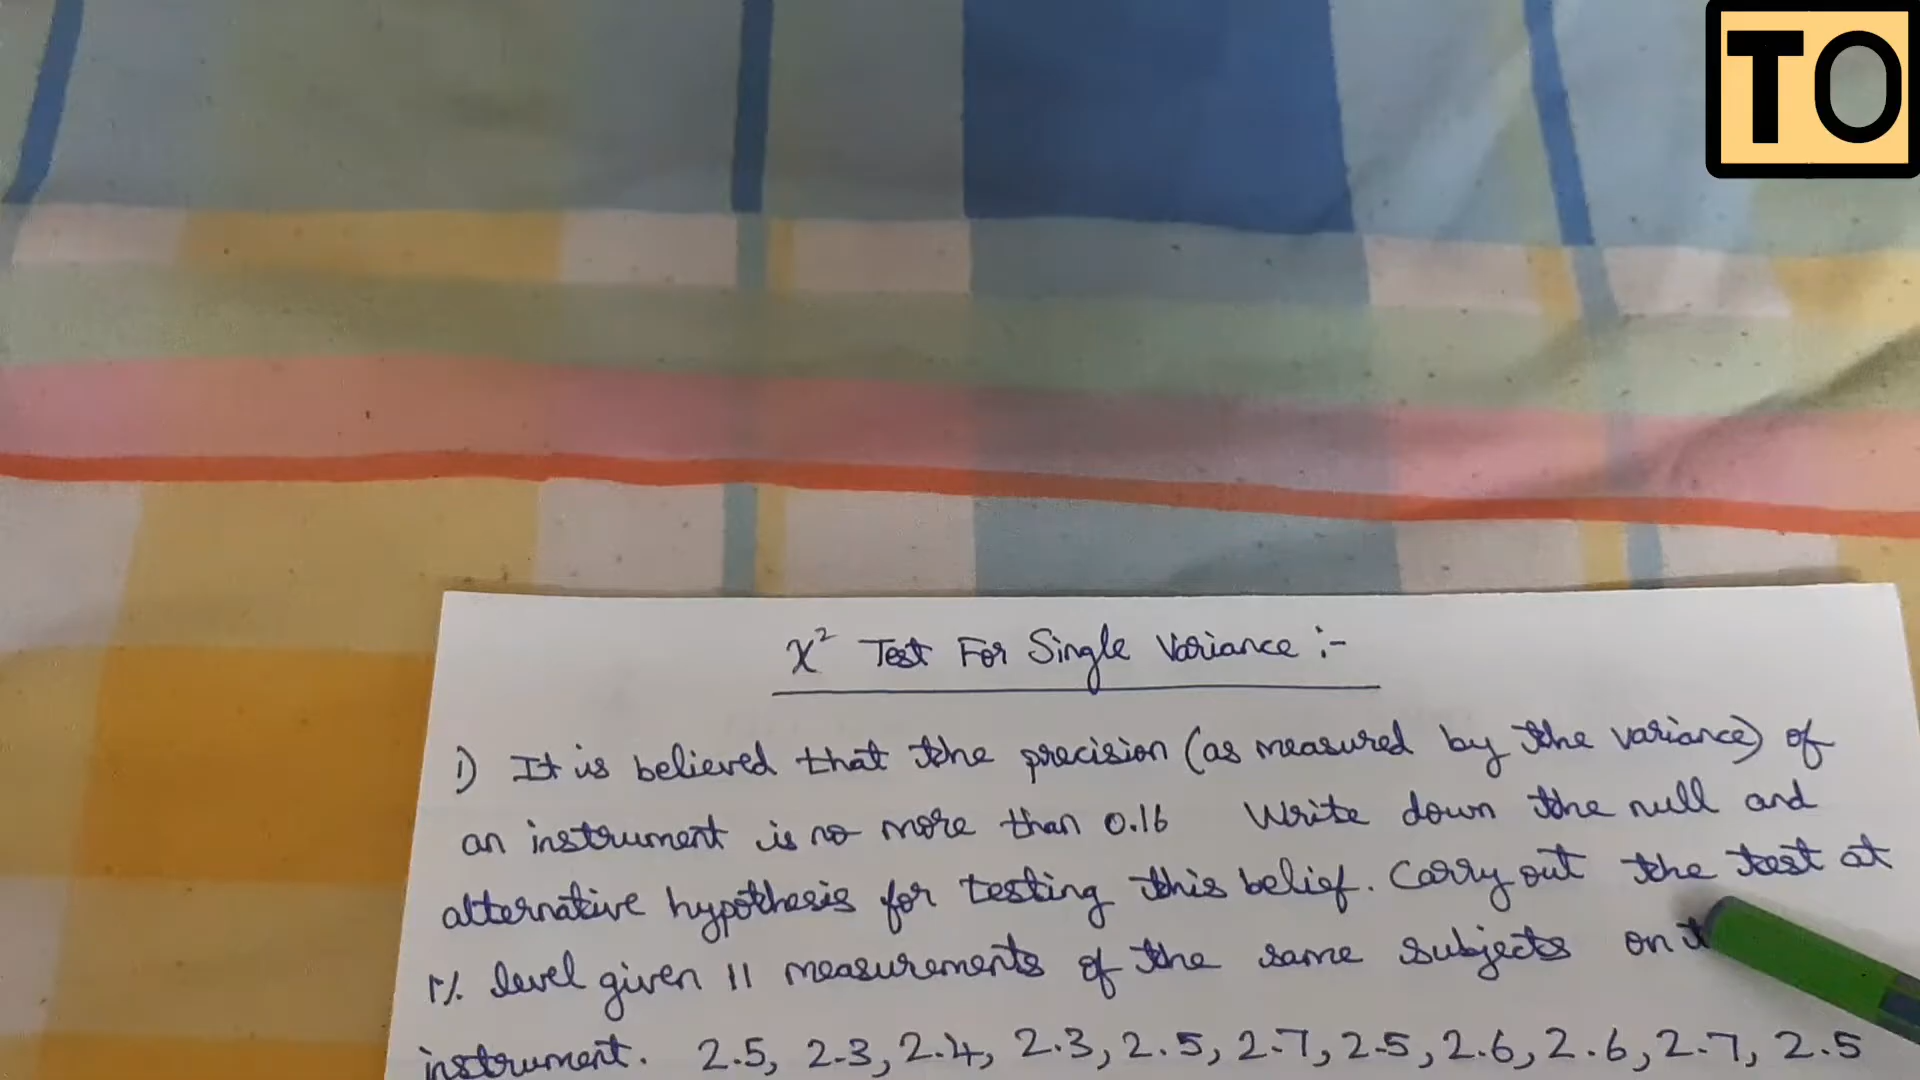 TO
χ² Test For Single Variance :-
1) It is believed that the precision (as measured by the variance) of
an instrument is no more than 0.16 Write down the null and
alternative hypothesis for testing this belief. Carry out the test at
1% level given 11 measurements of the same subjects on
instrument. 2.5, 2.3, 2.4, 2.3, 2.5, 2.7, 2.5, 2.6, 2.6, 2.7, 2.5